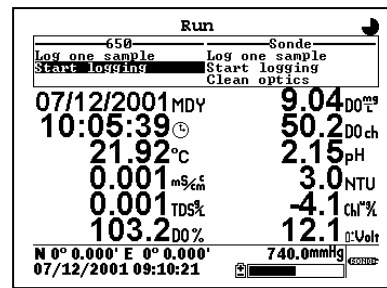 Run
650 Sonde
Log one sample Log one sample
Start logging Start logging
Clean optics
07/12/2001 MDY 9.04 DO mg/L
10:05:39 50.2 DO ch
21.92 °C 2.15 pH
0.001 mS/cm c 3.0 NTU
0.001 TDS g/L -4.1 Chl
103.2 DO % 12.1 Volt
N 0° 0.000' E 0° 0.000' 740.0mmHg
07/12/2001 09:10:21